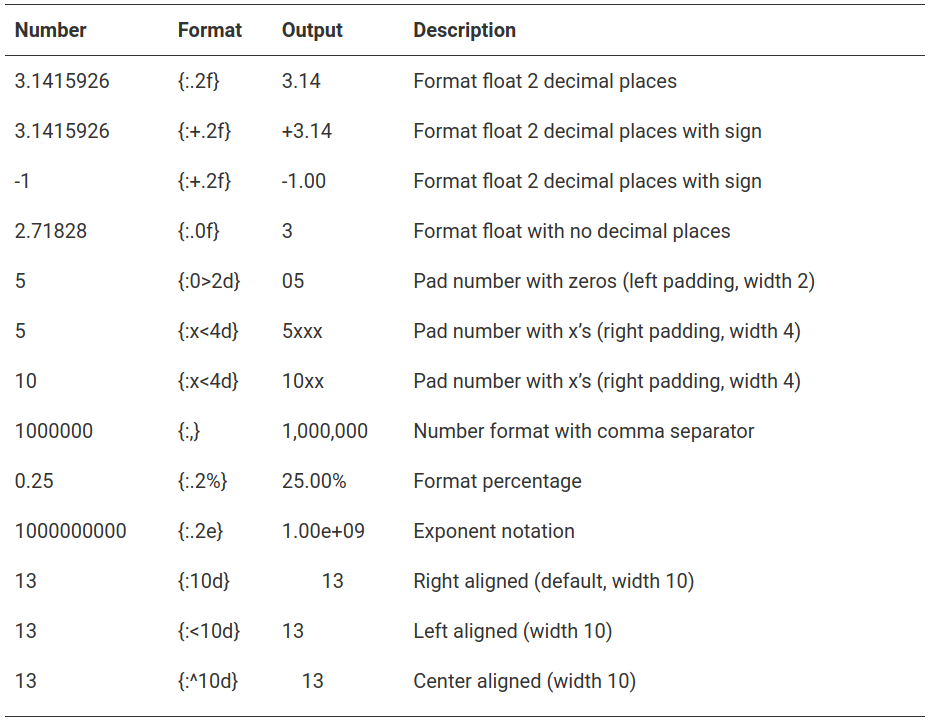 Number Format Output Description
3.1415926 {:.2f} 3.14 Format float 2 decimal places
3.1415926 {:+.2f} +3.14 Format float 2 decimal places with sign
-1 {:+.2f} -1.00 Format float 2 decimal places with sign
2.71828 {:.0f} 3 Format float with no decimal places
5 {:0>2d} 05 Pad number with zeros (left padding, width 2)
5 {:x<4d} 5xxx Pad number with x’s (right padding, width 4)
10 {:x<4d} 10xx Pad number with x’s (right padding, width 4)
1000000 {:,} 1,000,000 Number format with comma separator
0.25 {:.2%} 25.00% Format percentage
1000000000 {:.2e} 1.00e+09 Exponent notation
13 {:10d} 13 Right aligned (default, width 10)
13 {:<10d} 13 Left aligned (width 10)
13 {:^10d} 13 Center aligned (width 10)